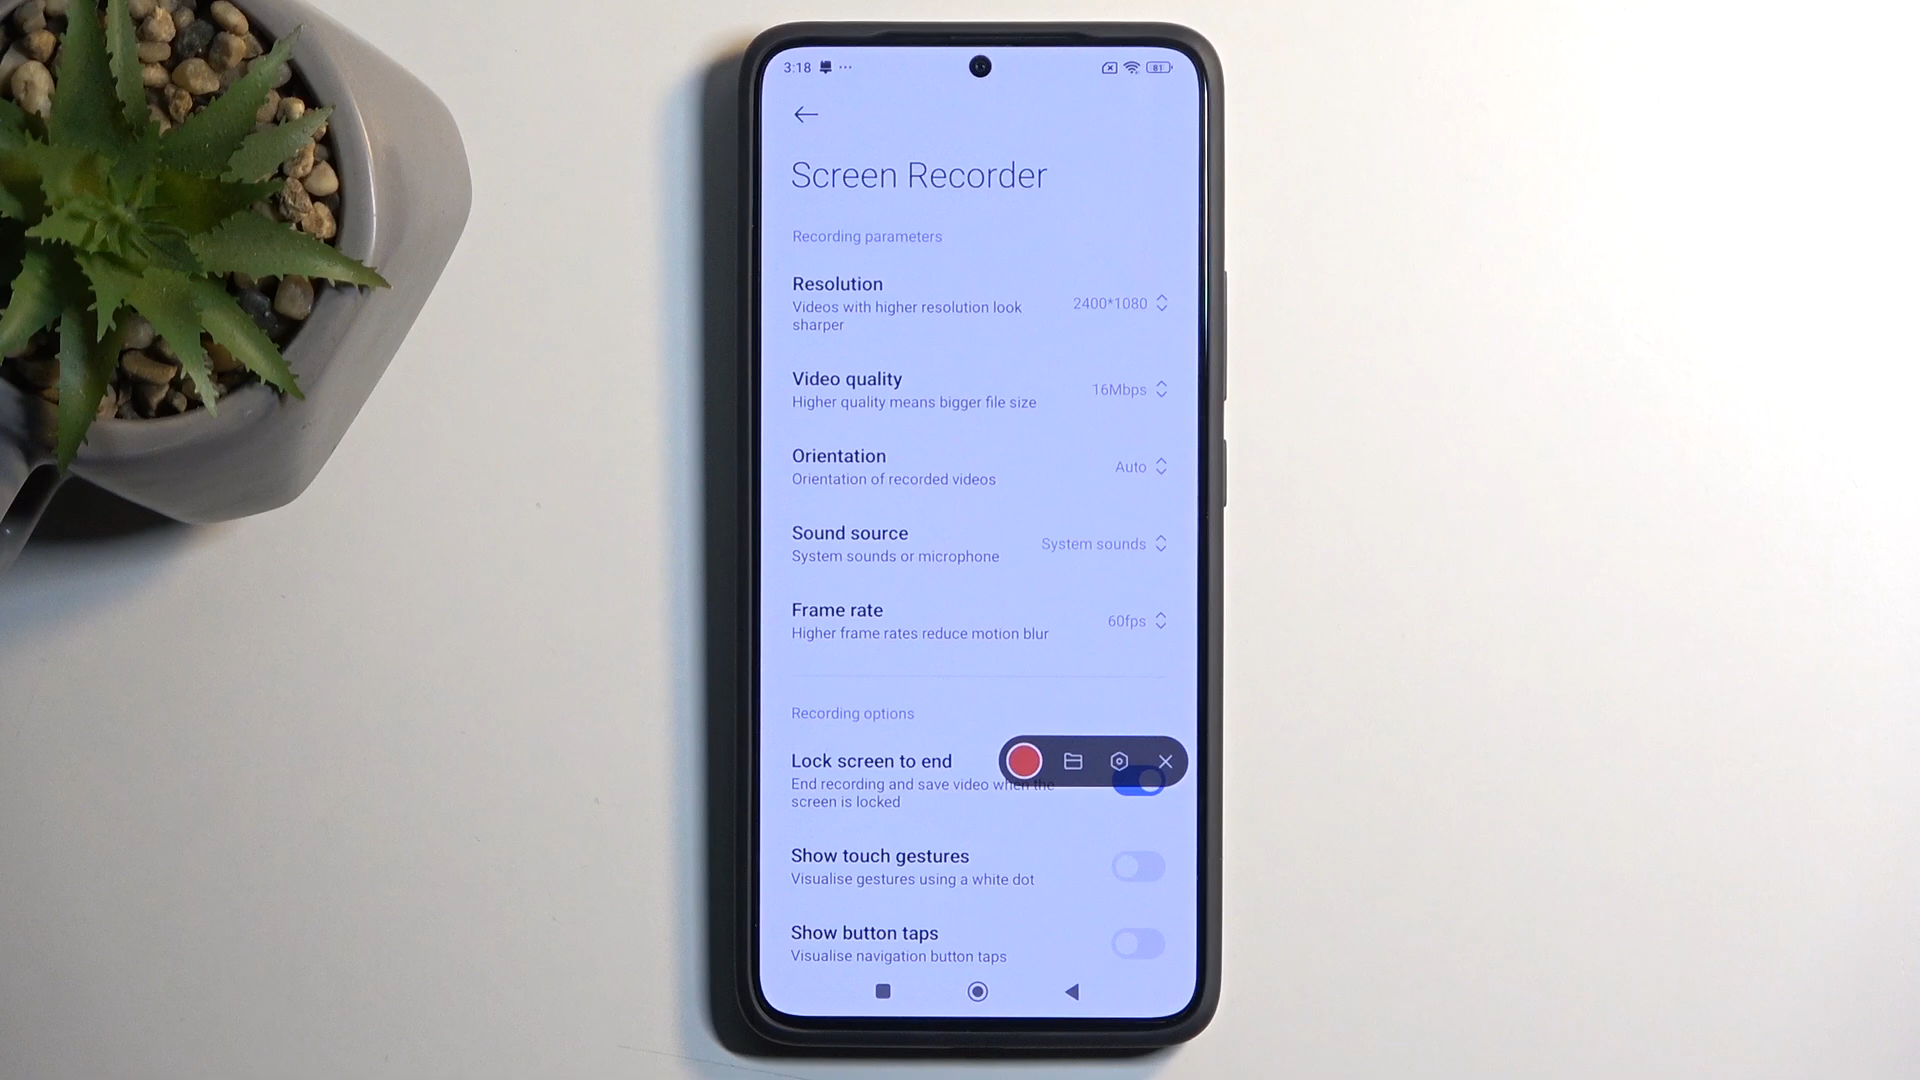 3:18 81
Screen Recorder
Recording parameters
Resolution
Videos with higher resolution look
sharper
2400*1080
Video quality
Higher quality means bigger file size
16Mbps
Orientation
Orientation of recorded videos
Auto
Sound source
System sounds or microphone
System sounds
Frame rate
Higher frame rates reduce motion blur
60fps
Recording options
Lock screen to end
End recording and save video when the
screen is locked
Show touch gestures
Visualise gestures using a white dot
Show button taps
Visualise navigation button taps